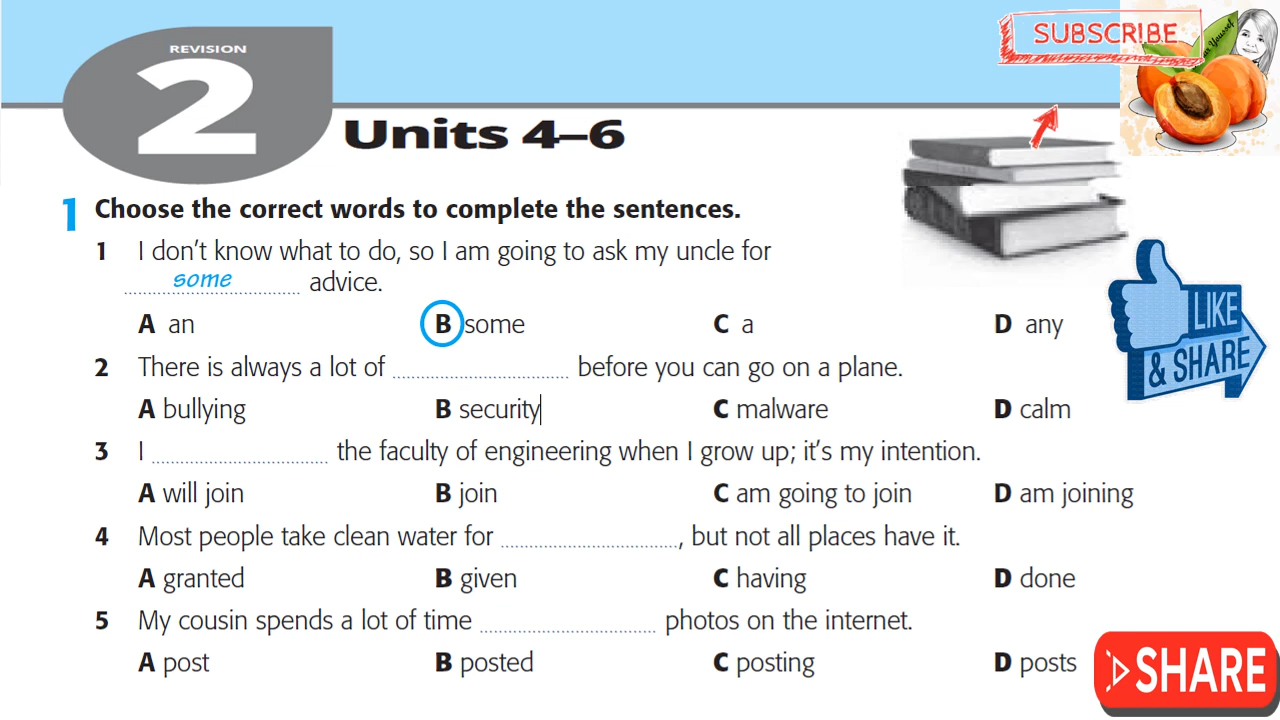 SUBSCRIBE
REVISION
2
Units 4–6
1 Choose the correct words to complete the sentences.
1 I don't know what to do, so I am going to ask my uncle for
some advice.
A an B some C a D any
LIKE
& SHARE
2 There is always a lot of ........ before you can go on a plane.
A bullying B security C malware D calm
3 I ........ the faculty of engineering when I grow up; it's my intention.
A will join B join C am going to join D am joining
4 Most people take clean water for ........, but not all places have it.
A granted B given C having D done
5 My cousin spends a lot of time ........ photos on the internet.
A post B posted C posting D posts
SHARE